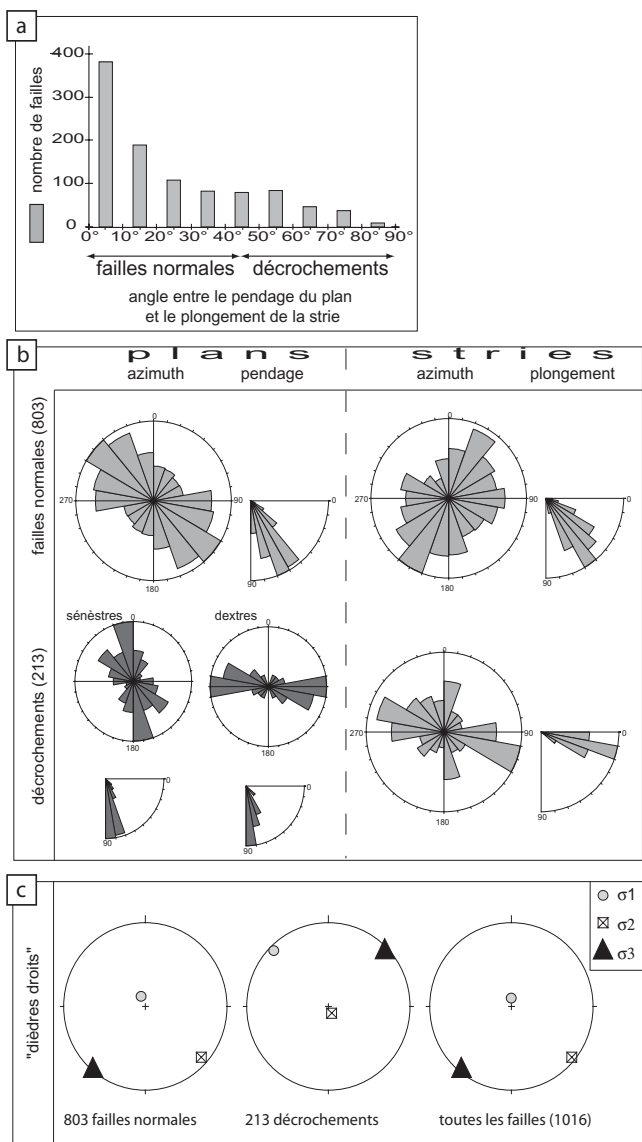 a
400
300
200
100
0
nombre de failles
0° 10° 20° 30° 40° 50° 60° 70° 80° 90°
failles normales décrochements
angle entre le pendage du plan
et le plongement de la strie
b
plans stries
azimuth pendage azimuth plongement
failles normales (803)
0
270
90
180
0
90
0
270
90
180
0
90
décrochements (213)
sénèstres dextres
0
180
0
90
0
90
0
270
90
180
0
90
c
"dièdres droits"
σ1
σ2
σ3
803 failles normales 213 décrochements toutes les failles (1016)